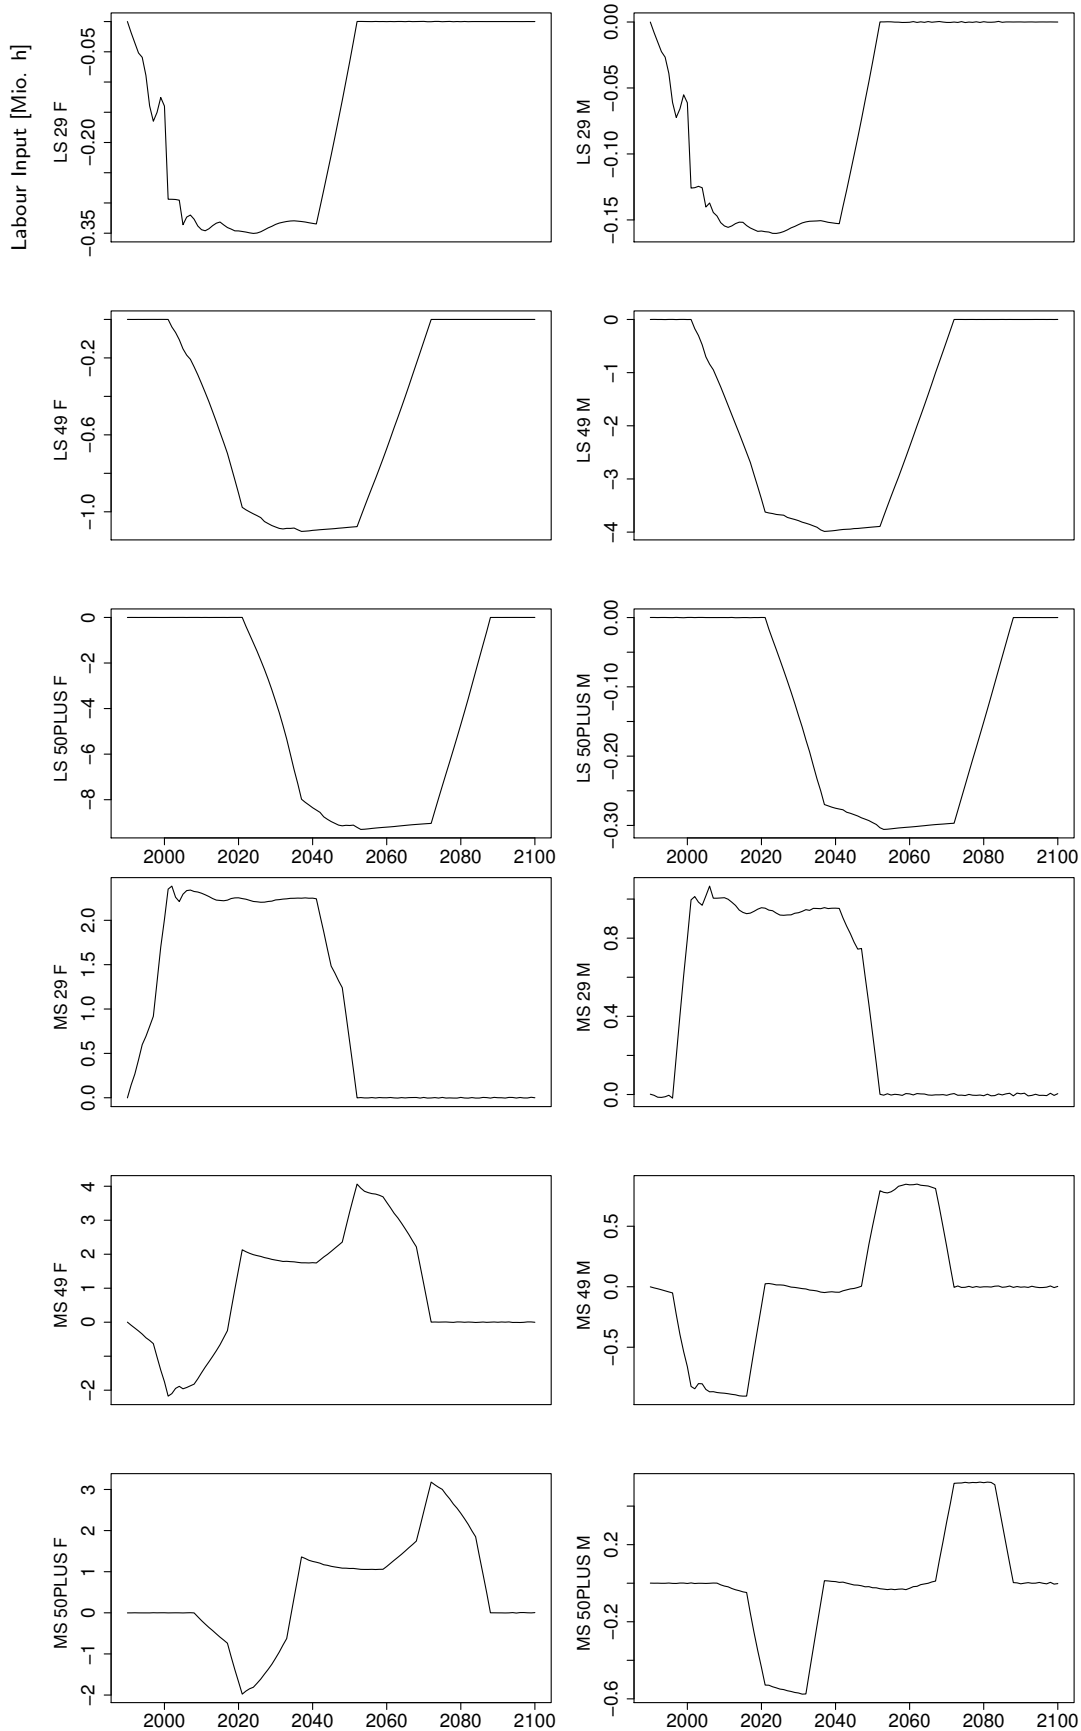 Labour Input [Mio. h]
LS 29 F
−0.05
−0.20
−0.35
LS 29 M
0.00
−0.05
−0.10
−0.15
LS 49 F
−0.2
−0.6
−1.0
LS 49 M
0
−1
−2
−3
−4
LS 50PLUS F
0
−2
−4
−6
−8
2000 2020 2040 2060 2080 2100
LS 50PLUS M
0.00
−0.10
−0.20
−0.30
2000 2020 2040 2060 2080 2100
MS 29 F
2.0
1.5
1.0
0.5
0.0
MS 29 M
0.8
0.4
0.0
MS 49 F
4
3
2
1
0
−2
MS 49 M
0.5
0.0
−0.5
MS 50PLUS F
3
2
1
0
−1
−2
2000 2020 2040 2060 2080 2100
MS 50PLUS M
0.2
−0.2
−0.6
2000 2020 2040 2060 2080 2100